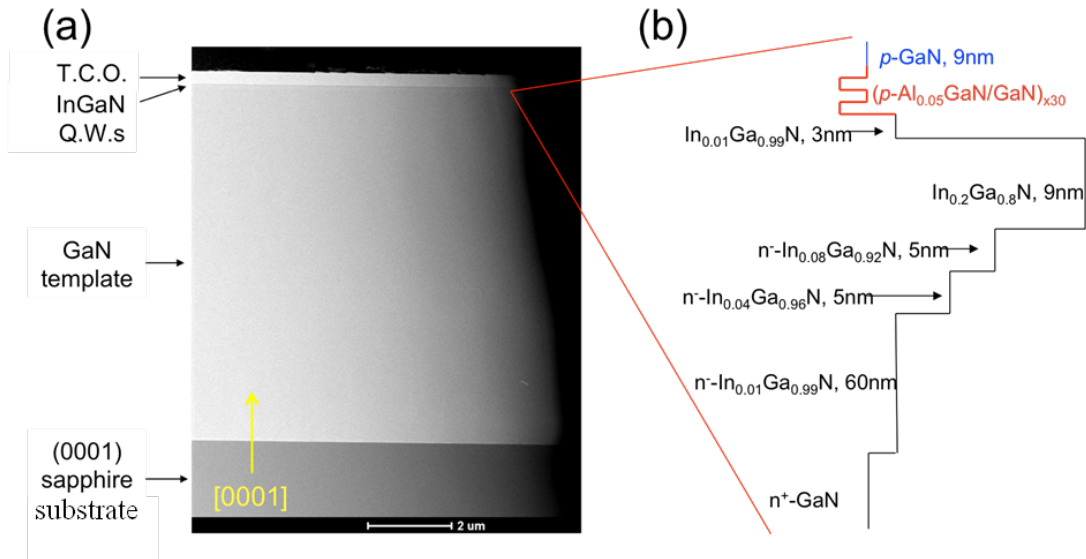 (a)
T.C.O.
InGaN
Q.W.s
GaN
template
(0001)
sapphire
substrate
[0001]
2 um
(b)
p-GaN, 9nm
(p-Al₀.₀₅GaN/GaN)ₓ₃₀
In₀.₀₁Ga₀.₉₉N, 3nm
In₀.₂Ga₀.₈N, 9nm
n⁻-In₀.₀₈Ga₀.₉₂N, 5nm
n⁻-In₀.₀₄Ga₀.₉₆N, 5nm
n⁻-In₀.₀₁Ga₀.₉₉N, 60nm
n⁺-GaN